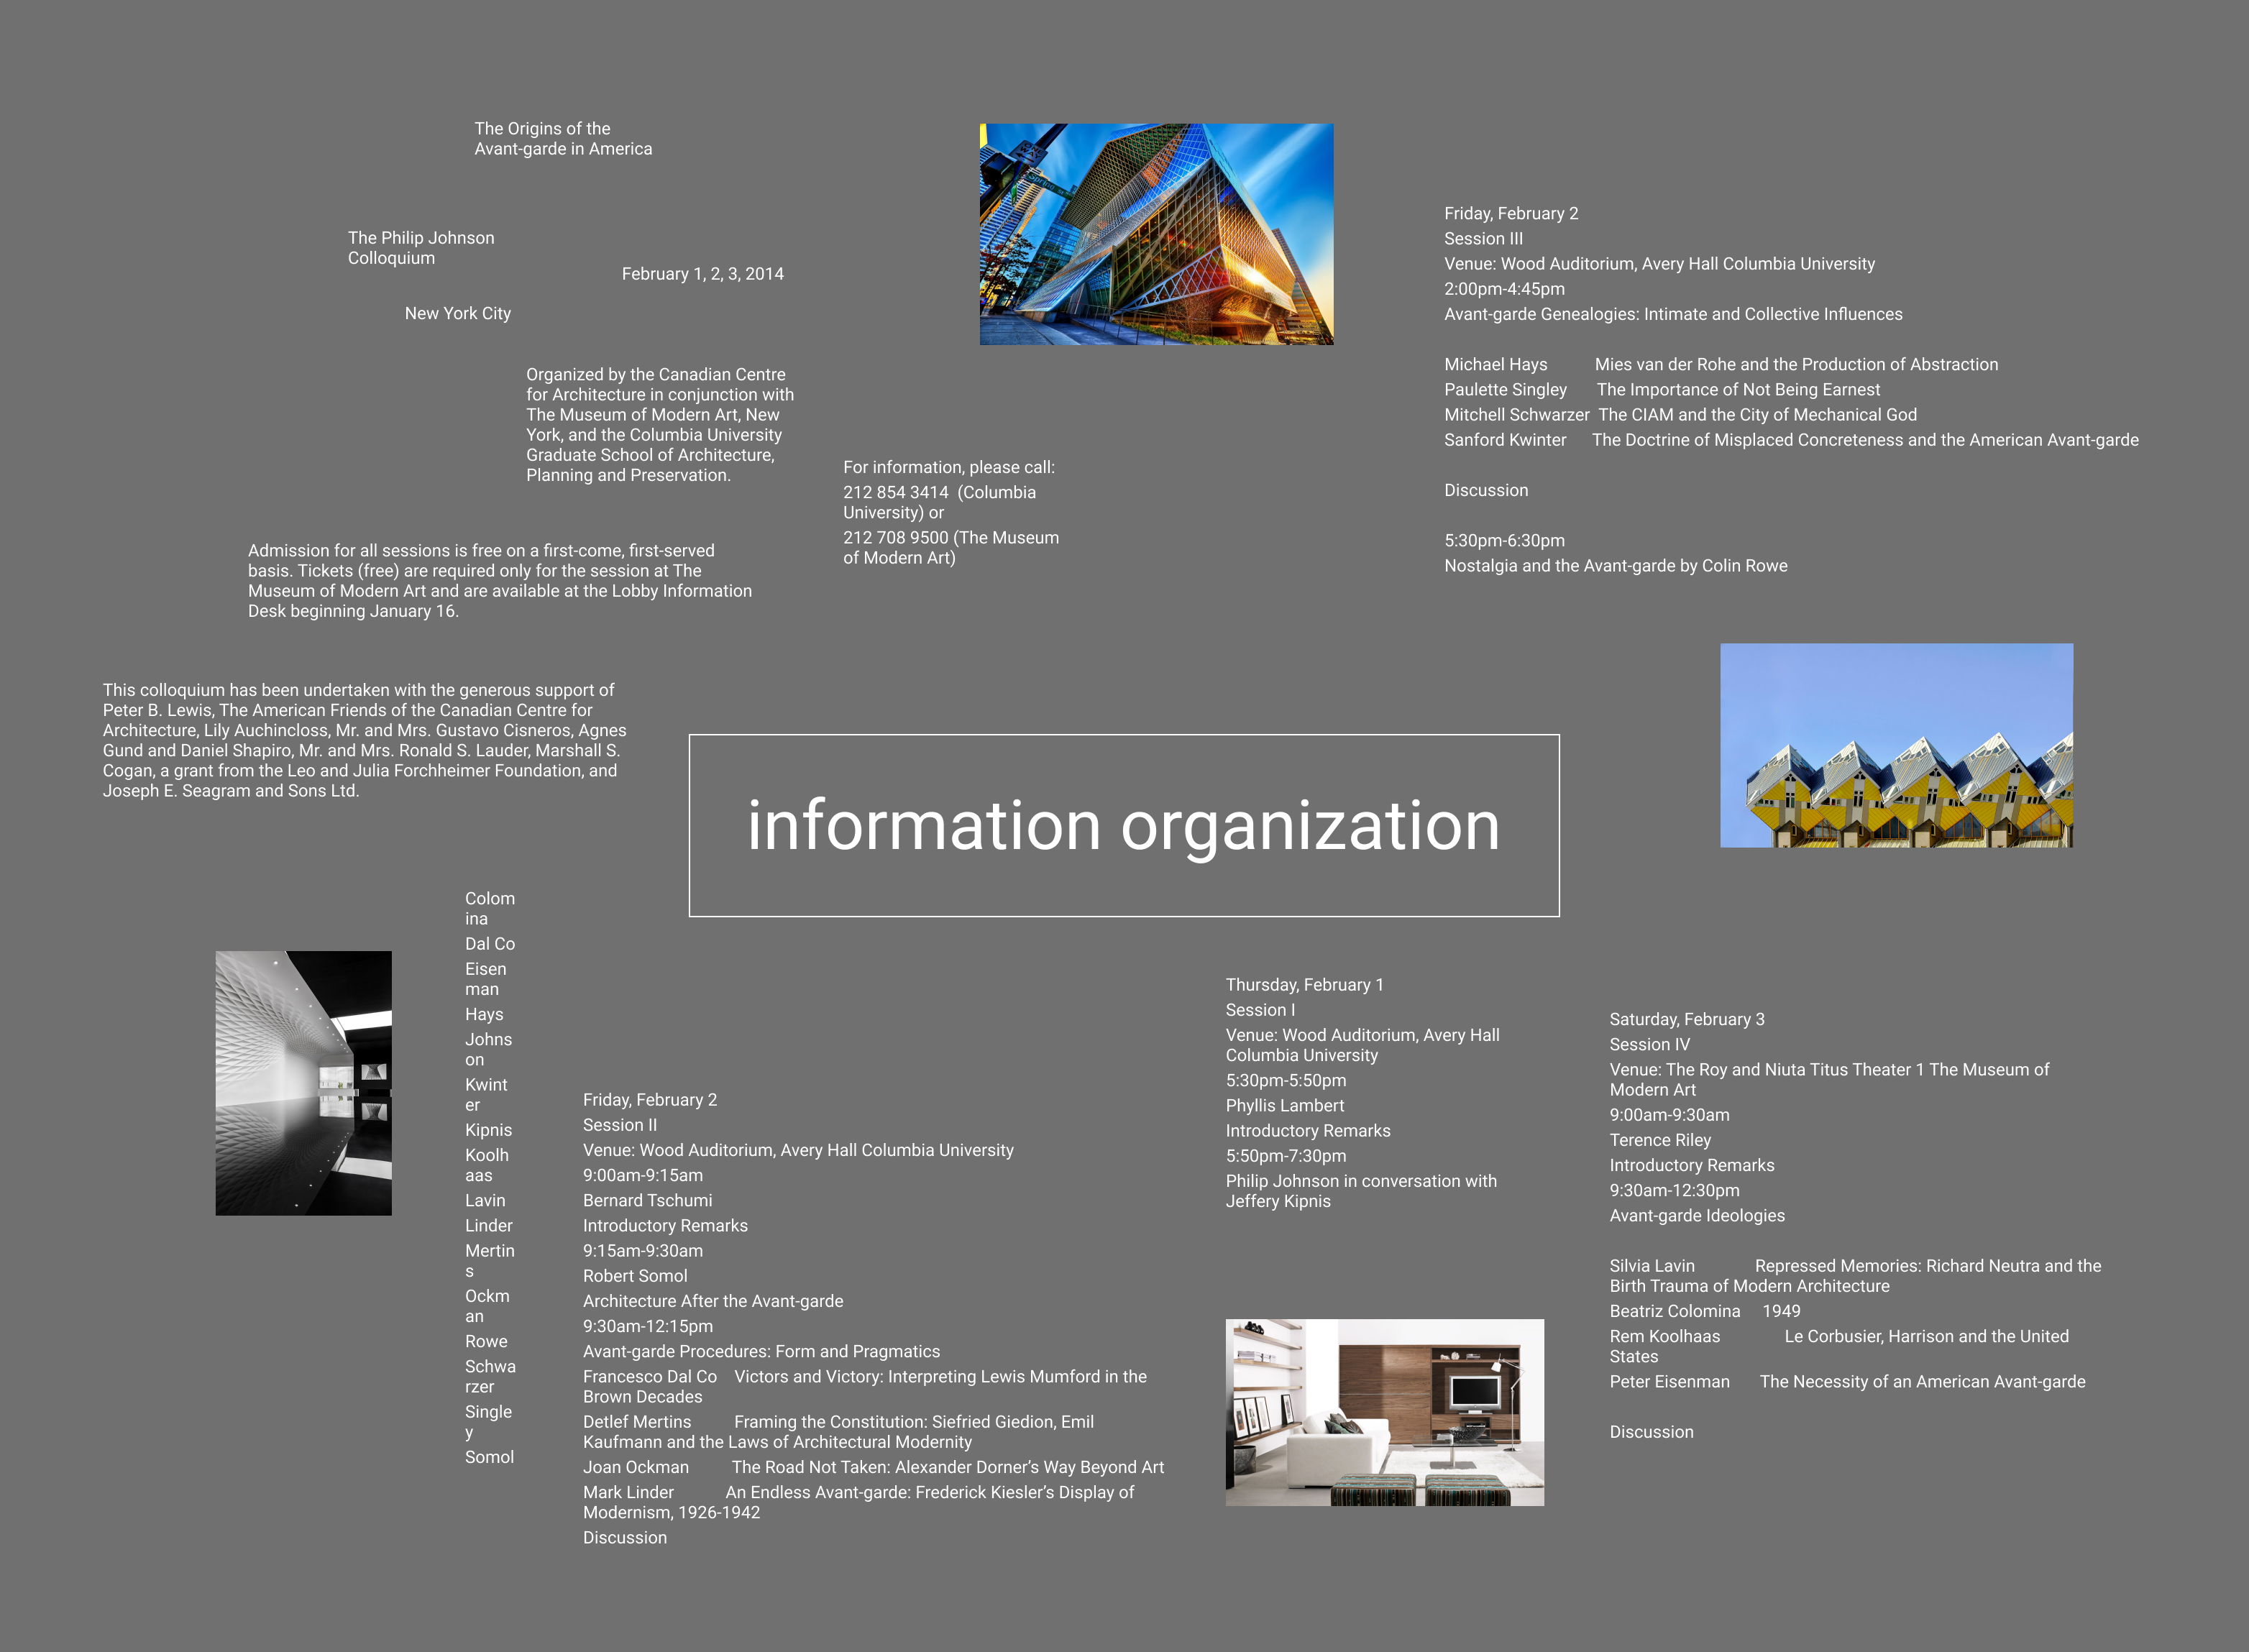 The Origins of the
Avant-garde in America
The Philip Johnson
Colloquium
February 1, 2, 3, 2014
New York City
Organized by the Canadian Centre
for Architecture in conjunction with
The Museum of Modern Art, New
York, and the Columbia University
Graduate School of Architecture,
Planning and Preservation.
For information, please call:
212 854 3414 (Columbia
University) or
212 708 9500 (The Museum
of Modern Art)
Admission for all sessions is free on a first-come, first-served
basis. Tickets (free) are required only for the session at The
Museum of Modern Art and are available at the Lobby Information
Desk beginning January 16.
This colloquium has been undertaken with the generous support of
Peter B. Lewis, The American Friends of the Canadian Centre for
Architecture, Lily Auchincloss, Mr. and Mrs. Gustavo Cisneros, Agnes
Gund and Daniel Shapiro, Mr. and Mrs. Ronald S. Lauder, Marshall S.
Cogan, a grant from the Leo and Julia Forchheimer Foundation, and
Joseph E. Seagram and Sons Ltd.
Friday, February 2
Session III
Venue: Wood Auditorium, Avery Hall Columbia University
2:00pm-4:45pm
Avant-garde Genealogies: Intimate and Collective Influences
Michael Hays Mies van der Rohe and the Production of Abstraction
Paulette Singley The Importance of Not Being Earnest
Mitchell Schwarzer The CIAM and the City of Mechanical God
Sanford Kwinter The Doctrine of Misplaced Concreteness and the American Avant-garde
Discussion
5:30pm-6:30pm
Nostalgia and the Avant-garde by Colin Rowe
information organization
Colom
ina
Dal Co
Eisen
man
Hays
Johns
on
Kwint
er
Kipnis
Koolh
aas
Lavin
Linder
Mertin
s
Ockm
an
Rowe
Schwa
rzer
Single
y
Somol
Friday, February 2
Session II
Venue: Wood Auditorium, Avery Hall Columbia University
9:00am-9:15am
Bernard Tschumi
Introductory Remarks
9:15am-9:30am
Robert Somol
Architecture After the Avant-garde
9:30am-12:15pm
Avant-garde Procedures: Form and Pragmatics
Francesco Dal Co Victors and Victory: Interpreting Lewis Mumford in the
Brown Decades
Detlef Mertins Framing the Constitution: Siefried Giedion, Emil
Kaufmann and the Laws of Architectural Modernity
Joan Ockman The Road Not Taken: Alexander Dorner’s Way Beyond Art
Mark Linder An Endless Avant-garde: Frederick Kiesler’s Display of
Modernism, 1926-1942
Discussion
Thursday, February 1
Session I
Venue: Wood Auditorium, Avery Hall
Columbia University
5:30pm-5:50pm
Phyllis Lambert
Introductory Remarks
5:50pm-7:30pm
Philip Johnson in conversation with
Jeffery Kipnis
Saturday, February 3
Session IV
Venue: The Roy and Niuta Titus Theater 1 The Museum of
Modern Art
9:00am-9:30am
Terence Riley
Introductory Remarks
9:30am-12:30pm
Avant-garde Ideologies
Silvia Lavin Repressed Memories: Richard Neutra and the
Birth Trauma of Modern Architecture
Beatriz Colomina 1949
Rem Koolhaas Le Corbusier, Harrison and the United
States
Peter Eisenman The Necessity of an American Avant-garde
Discussion